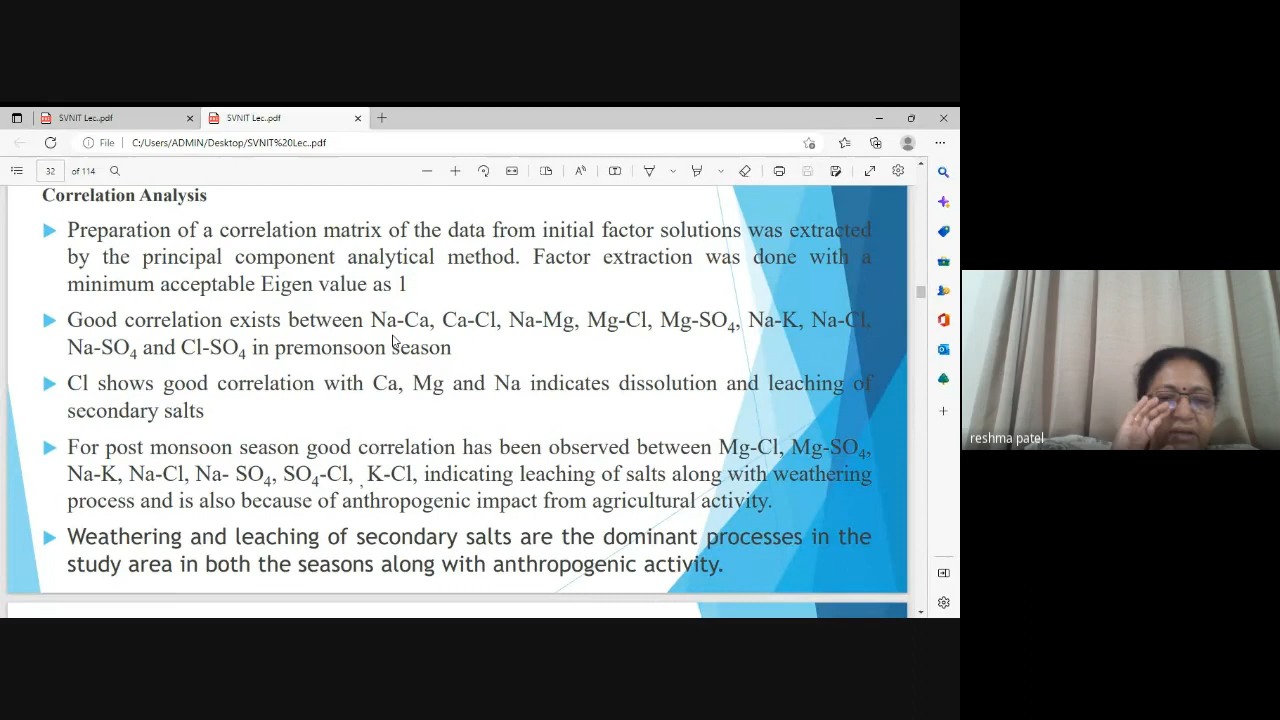 SVNIT Lec..pdf
SVNIT Lec..pdf
File
C:/Users/ADMIN/Desktop/SVNIT%20Lec..pdf
32 of 114
Correlation Analysis
Preparation of a correlation matrix of the data from initial factor solutions was extracted
by the principal component analytical method. Factor extraction was done with a
minimum acceptable Eigen value as 1
Good correlation exists between Na-Ca, Ca-Cl, Na-Mg, Mg-Cl, Mg-SO₄, Na-K, Na-Cl,
Na-SO₄ and Cl-SO₄ in premonsoon season
Cl shows good correlation with Ca, Mg and Na indicates dissolution and leaching of
secondary salts
For post monsoon season good correlation has been observed between Mg-Cl, Mg-SO₄,
Na-K, Na-Cl, Na- SO₄, SO₄-Cl, , K-Cl, indicating leaching of salts along with weathering
process and is also because of anthropogenic impact from agricultural activity.
Weathering and leaching of secondary salts are the dominant processes in the
study area in both the seasons along with anthropogenic activity.
reshma patel